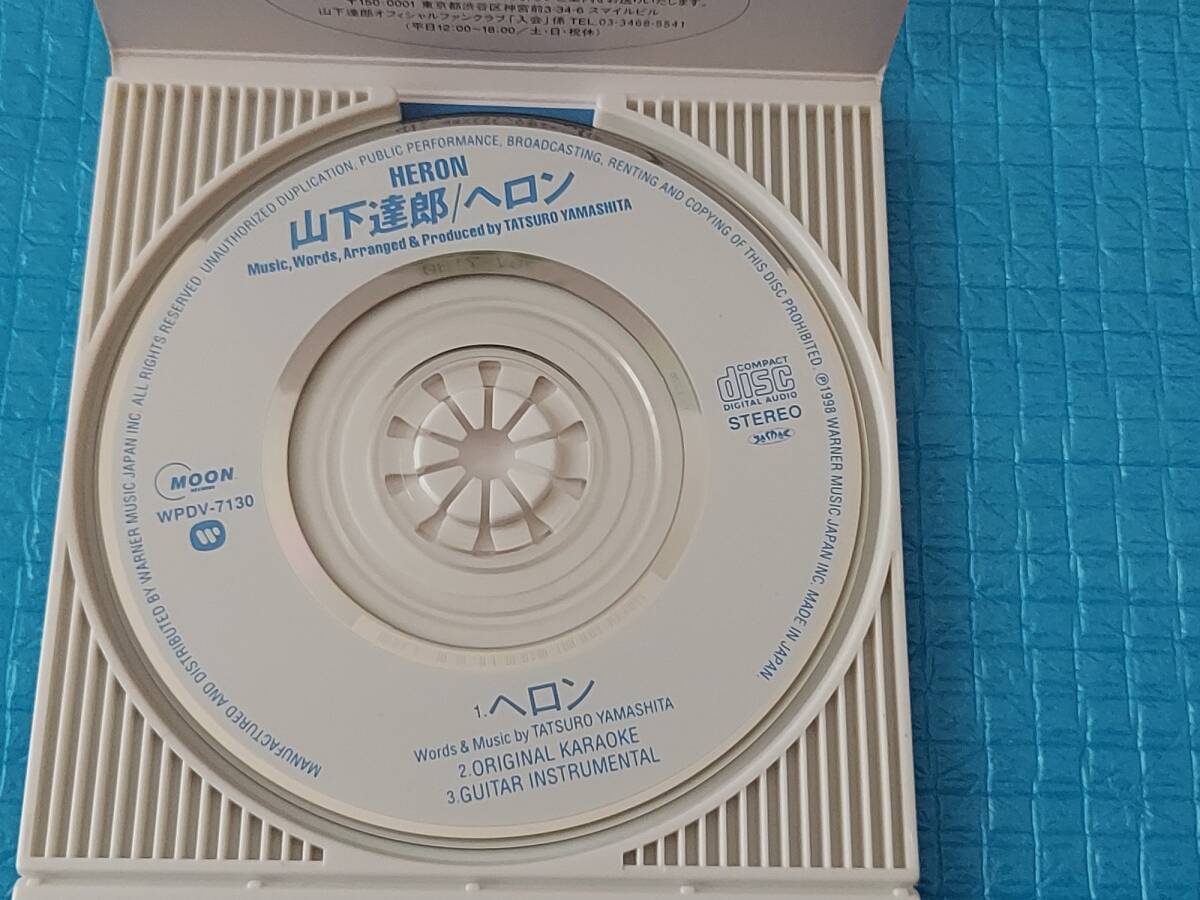 〒150-0001 東京都渋谷区神宮前3-34-6 スマイルビル
山下達郎オフィシャルファンクラブ「入会」係 TEL.03-3468-5541
(平日12:00~18:00/土・日・祝休)
HERON
山下達郎/ヘロン
Music, Words, Arranged & Produced by TATSURO YAMASHITA
COMPACT
disc
DIGITAL AUDIO
STEREO
MOON
RECORDS
WPDV-7130
1.ヘロン
Words & Music by TATSURO YAMASHITA
2.ORIGINAL KARAOKE
3.GUITAR INSTRUMENTAL
MANUFACTURED AND DISTRIBUTED BY WARNER MUSIC JAPAN INC. ALL RIGHTS RESERVED. UNAUTHORIZED DUPLICATION, PUBLIC PERFORMANCE, BROADCASTING, RENTING AND COPYING OF THIS DISC PROHIBITED. ℗1998 WARNER MUSIC JAPAN INC. MADE IN JAPAN.